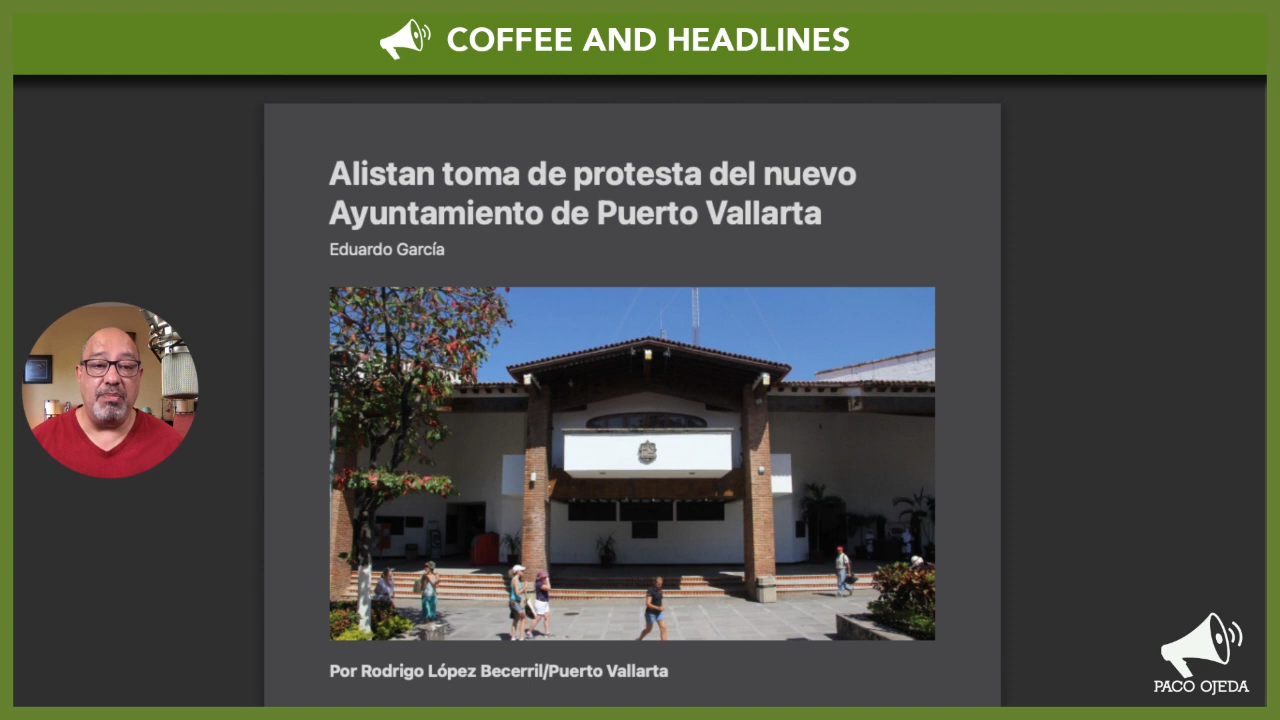 COFFEE AND HEADLINES
Alistan toma de protesta del nuevo
Ayuntamiento de Puerto Vallarta
Eduardo García
Por Rodrigo López Becerril/Puerto Vallarta
PACO OJEDA